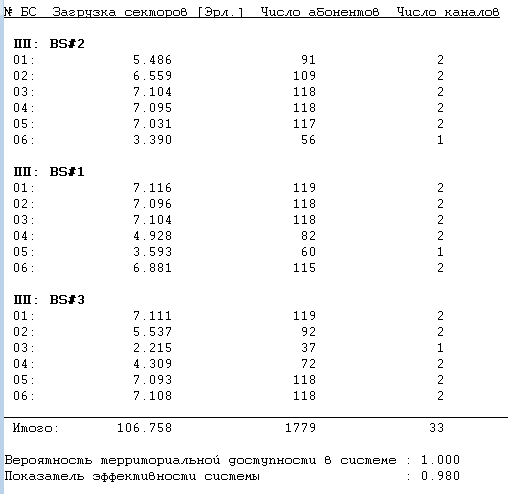 № БС Загрузка секторов [Эрл.] Число абонентов Число каналов
ПП: BS#2
01: 5.486 91 2
02: 6.559 109 2
03: 7.104 118 2
04: 7.095 118 2
05: 7.031 117 2
06: 3.390 56 1
ПП: BS#1
01: 7.116 119 2
02: 7.096 118 2
03: 7.104 118 2
04: 4.928 82 2
05: 3.593 60 1
06: 6.881 115 2
ПП: BS#3
01: 7.111 119 2
02: 5.537 92 2
03: 2.215 37 1
04: 4.309 72 2
05: 7.093 118 2
06: 7.108 118 2
Итого: 106.758 1779 33
Вероятность территориальной доступности в системе : 1.000
Показатель эффективности системы : 0.980